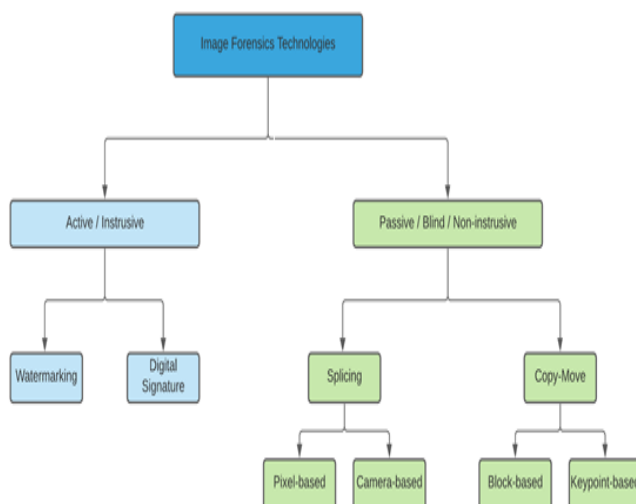 Image Forensics Technologies
Active / Instrusive
Passive / Blind / Non-instrusive
Watermarking
Digital
Signature
Splicing
Copy-Move
Pixel-based
Camera-based
Block-based
Keypoint-based